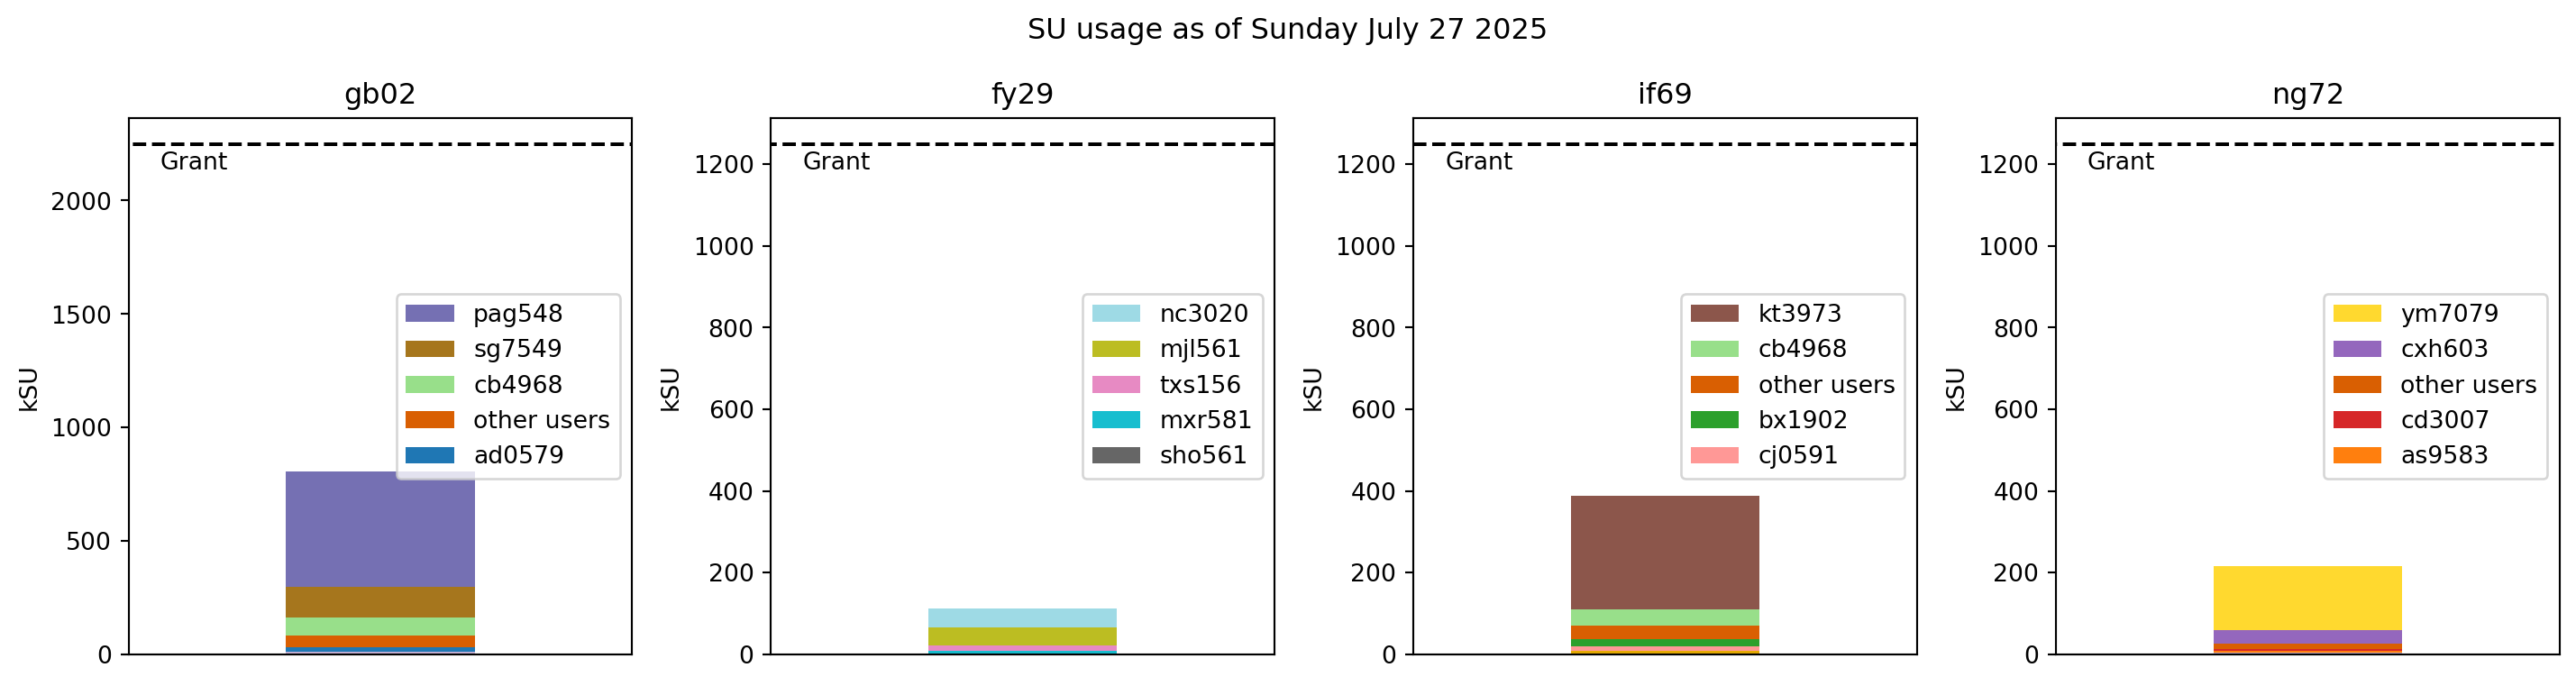 SU usage as of Sunday July 27 2025
gb02
kSU
2000
1500
1000
500
0
Grant
pag548
sg7549
cb4968
other users
ad0579
fy29
kSU
1200
1000
800
600
400
200
0
Grant
nc3020
mjl561
txs156
mxr581
sho561
if69
kSU
1200
1000
800
600
400
200
0
Grant
kt3973
cb4968
other users
bx1902
cj0591
ng72
kSU
1200
1000
800
600
400
200
0
Grant
ym7079
cxh603
other users
cd3007
as9583